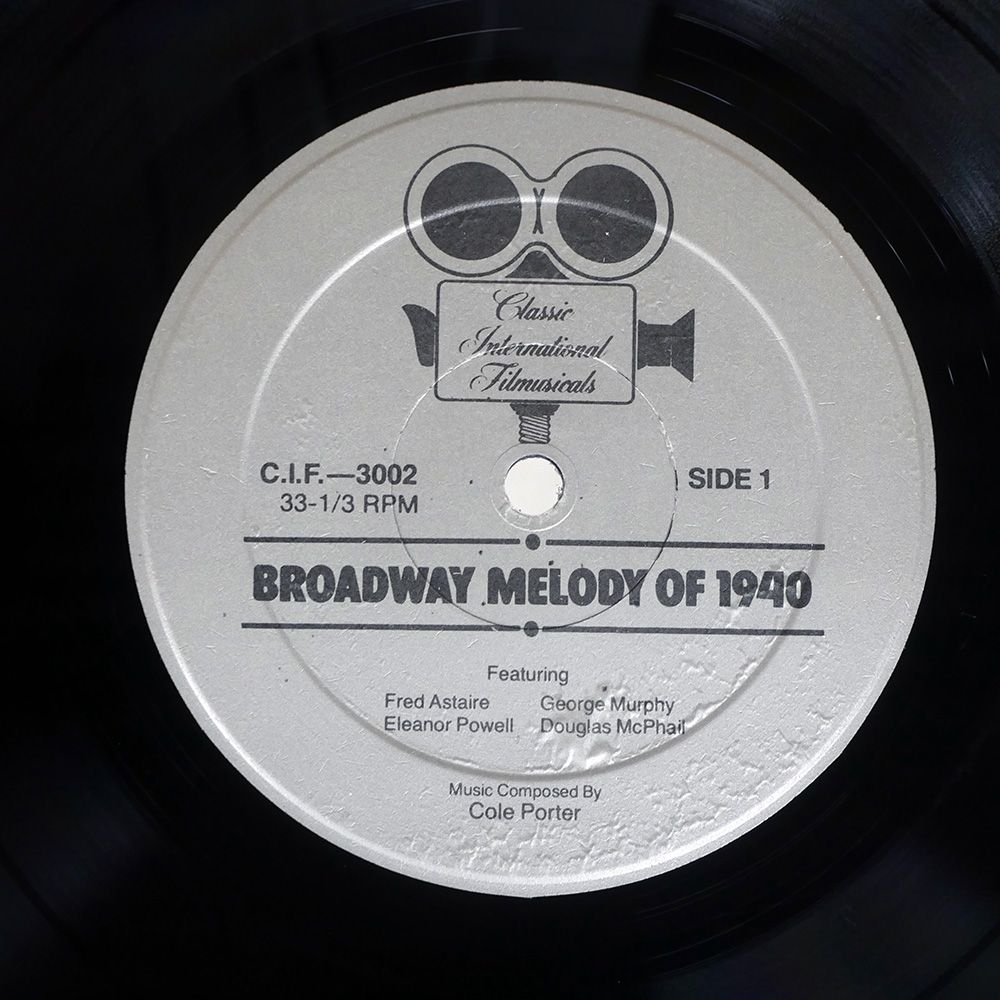 Classic
International
Filmusicals
C.I.F.—3002
33-1/3 RPM
SIDE 1
BROADWAY MELODY OF 1940
Featuring
Fred Astaire George Murphy
Eleanor Powell Douglas McPhail
Music Composed By
Cole Porter